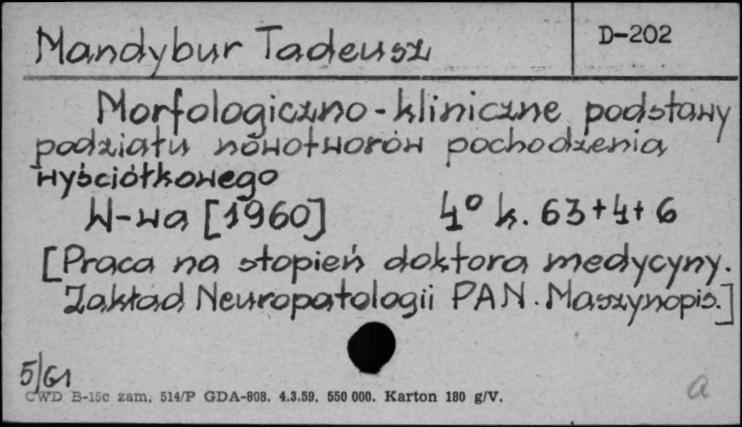 Mandybur Tadeusz
D-202
Morfologiczno-kliniczne podstawy
podziału nowotworów pochodzenia
wyściółkowego
W-wa [1960] 4° k. 63+4+6
[Praca na stopień doktora medycyny.
Zakład Neuropatologii PAN. Maszynopis.]
5/61
CWD B-15c zam. 514/P GDA-808. 4.3.59. 550 000. Karton 180 g/V.
a